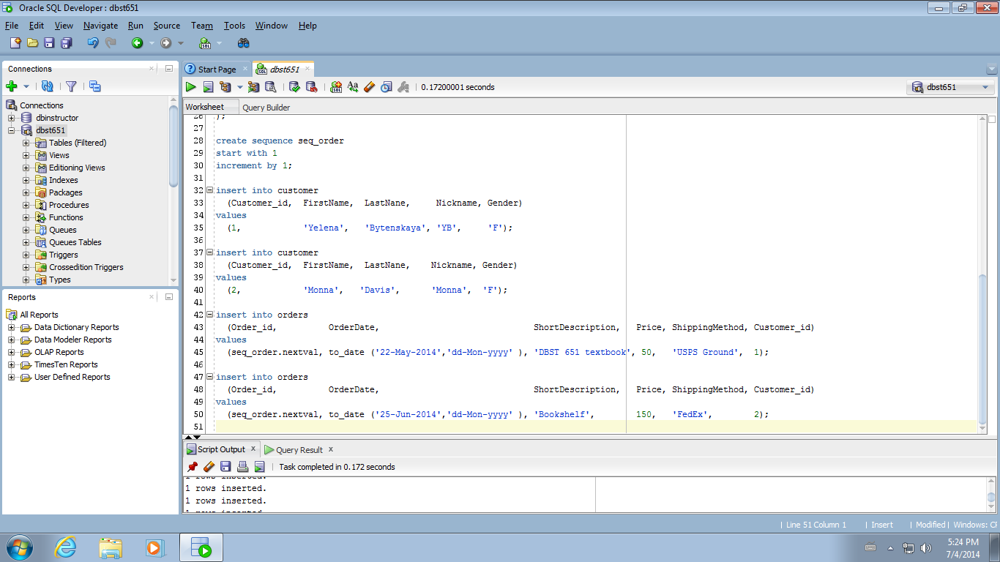 Oracle SQL Developer : dbst651
File Edit View Navigate Run Source Team Tools Window Help
Connections
Start Page
dbst651
0.17200001 seconds
dbst651
Worksheet
Query Builder
Connections
dbinstructor
dbst651
Tables (Filtered)
Views
Editioning Views
Indexes
Packages
Procedures
Functions
Queues
Queues Tables
Triggers
Crossedition Triggers
Types
Reports
All Reports
Data Dictionary Reports
Data Modeler Reports
OLAP Reports
TimesTen Reports
User Defined Reports
26 );
27
28 create sequence seq_order
29 start with 1
30 increment by 1;
31
32 insert into customer
33 (Customer_id, FirstName, LastNane, Nickname, Gender)
34 values
35 (1, 'Yelena', 'Bytenskaya', 'YB', 'F');
36
37 insert into customer
38 (Customer_id, FirstName, LastNane, Nickname, Gender)
39 values
40 (2, 'Monna', 'Davis', 'Monna', 'F');
41
42 insert into orders
43 (Order_id, OrderDate, ShortDescription, Price, ShippingMethod, Customer_id)
44 values
45 (seq_order.nextval, to_date ('22-May-2014','dd-Mon-yyyy' ), 'DBST 651 textbook', 50, 'USPS Ground', 1);
46
47 insert into orders
48 (Order_id, OrderDate, ShortDescription, Price, ShippingMethod, Customer_id)
49 values
50 (seq_order.nextval, to_date ('25-Jun-2014','dd-Mon-yyyy' ), 'Bookshelf', 150, 'FedEx', 2);
51
Script Output x
Query Result x
Task completed in 0.172 seconds
1 rows inserted.
1 rows inserted.
1 rows inserted.
1 rows inserted.
| Line 51 Column 1 | Insert | Modified | Windows: CF
5:24 PM
7/4/2014